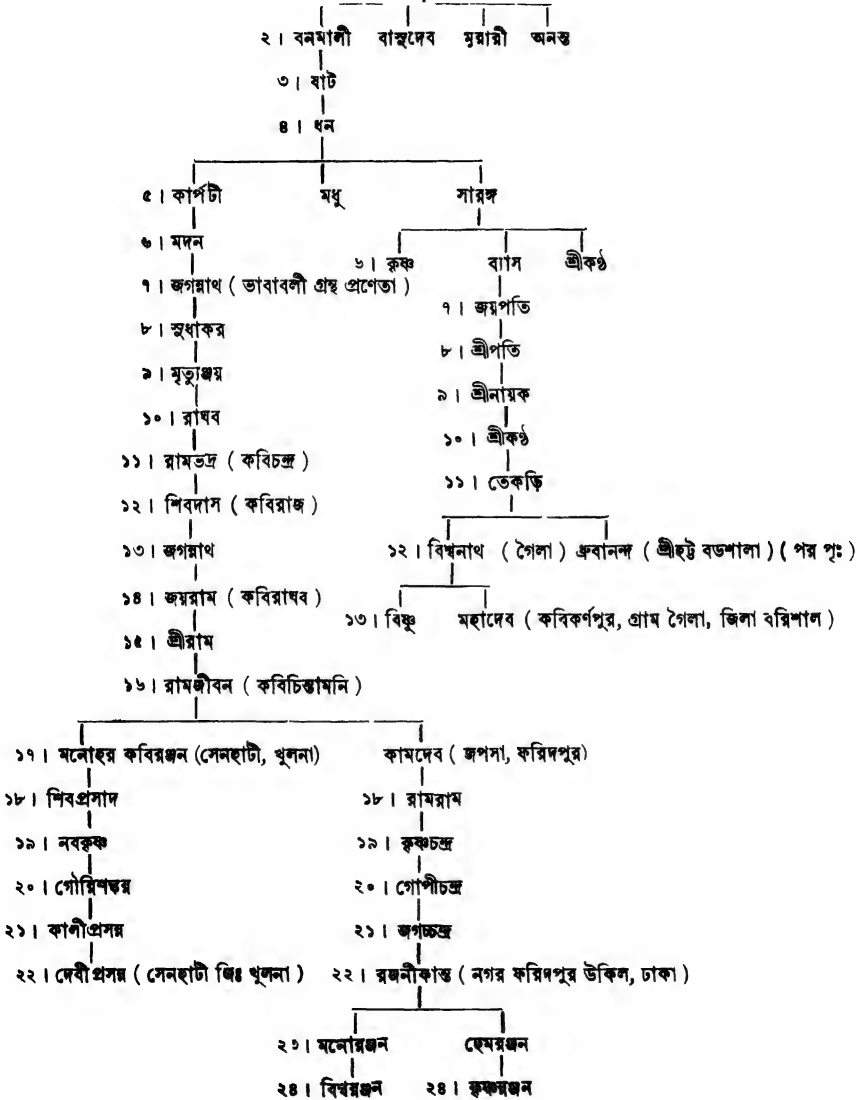 ২। বনমালী বাসুদেব মুরারী অনন্ত
৩। ষাট
৪। ধন
৫। কার্পটী মধু সারঙ্গ
৬। মদন
৬। কৃষ্ণ ব্যাস শ্রীকণ্ঠ
৭। জগন্নাথ ( ভাবাবলী গ্রন্থ প্রণেতা )
৭। জয়পতি
৮। সুধাকর
৮। শ্রীপতি
৯। মৃত্যুঞ্জয়
৯। শ্রীনায়ক
১০। রাঘব
১০। শ্রীকণ্ঠ
১১। রামভদ্র ( কবিচন্দ্র )
১১। তেকড়ি
১২। শিবদাস ( কবিরাজ )
১৩। জগন্নাথ
১২। বিশ্বনাথ ( গৈলা ) ধ্রুবানন্দ ( শ্রীহট্ট বড়শালা ) ( পর পৃঃ )
১৪। জয়রাম ( কবিরাঘব )
১৩। বিষ্ণু মহাদেব ( কবিকর্ণপুর, গ্রাম গৈলা, জিলা বরিশাল )
১৫। শ্রীরাম
১৬। রামজীবন ( কবিচিন্তামনি )
১৭। মনোহর কবিরঞ্জন (সেনহাটী, খুলনা) কামদেব ( জপসা, ফরিদপুর)
১৮। শিবপ্রসাদ ১৮। রামরাম
১৯। নবকৃষ্ণ ১৯। কৃষ্ণচন্দ্র
২০। গৌরিশঙ্কর ২০। গোপীচন্দ্র
২১। কালীপ্রসন্ন ২১। জগচ্চন্দ্র
২২। দেবীপ্রসন্ন ( সেনহাটী জিঃ খুলনা ) ২২। রজনীকান্ত ( নগর ফরিদপুর উকিল, ঢাকা )
২৩। মনোরঞ্জন হেমরঞ্জন
২৪। বিশ্বরঞ্জন ২৪। কৃষ্ণরঞ্জন